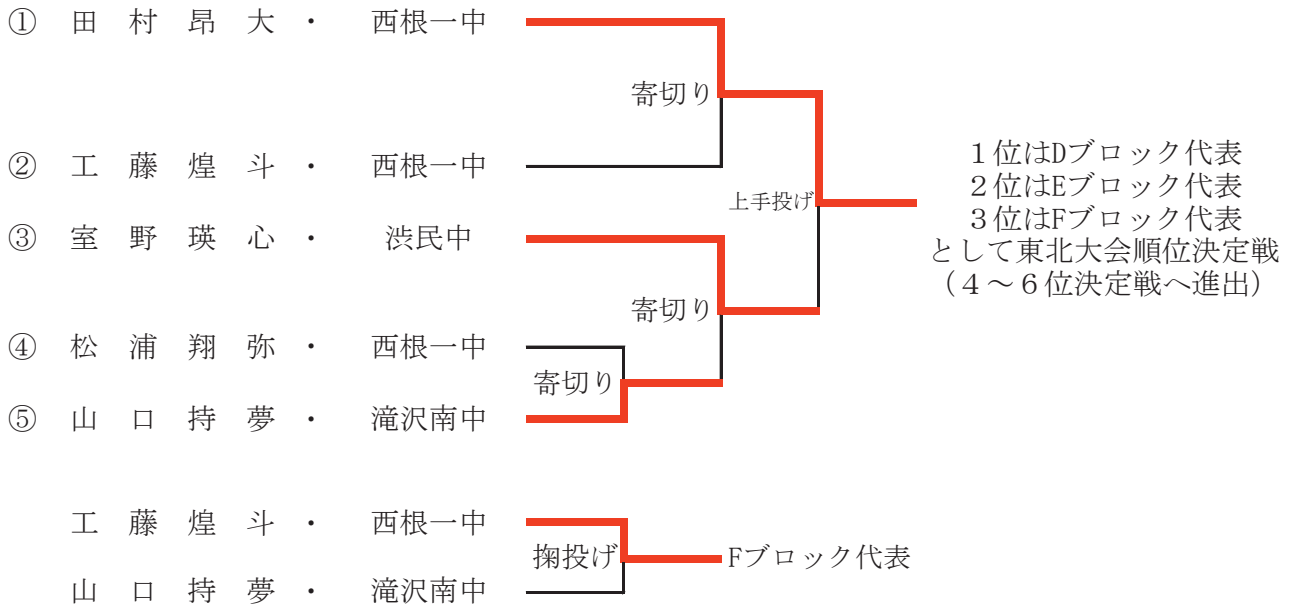 ① 田村昂大・ 西根一中
寄切り
② 工藤煌斗・ 西根一中
上手投げ
③ 室野瑛心・ 渋民中
寄切り
④ 松浦翔弥・ 西根一中
寄切り
⑤ 山口持夢・ 滝沢南中
1位はDブロック代表
2位はEブロック代表
3位はFブロック代表
として東北大会順位決定戦
(4～6位決定戦へ進出)
工藤煌斗・ 西根一中
掬投げ
Fブロック代表
山口持夢・ 滝沢南中